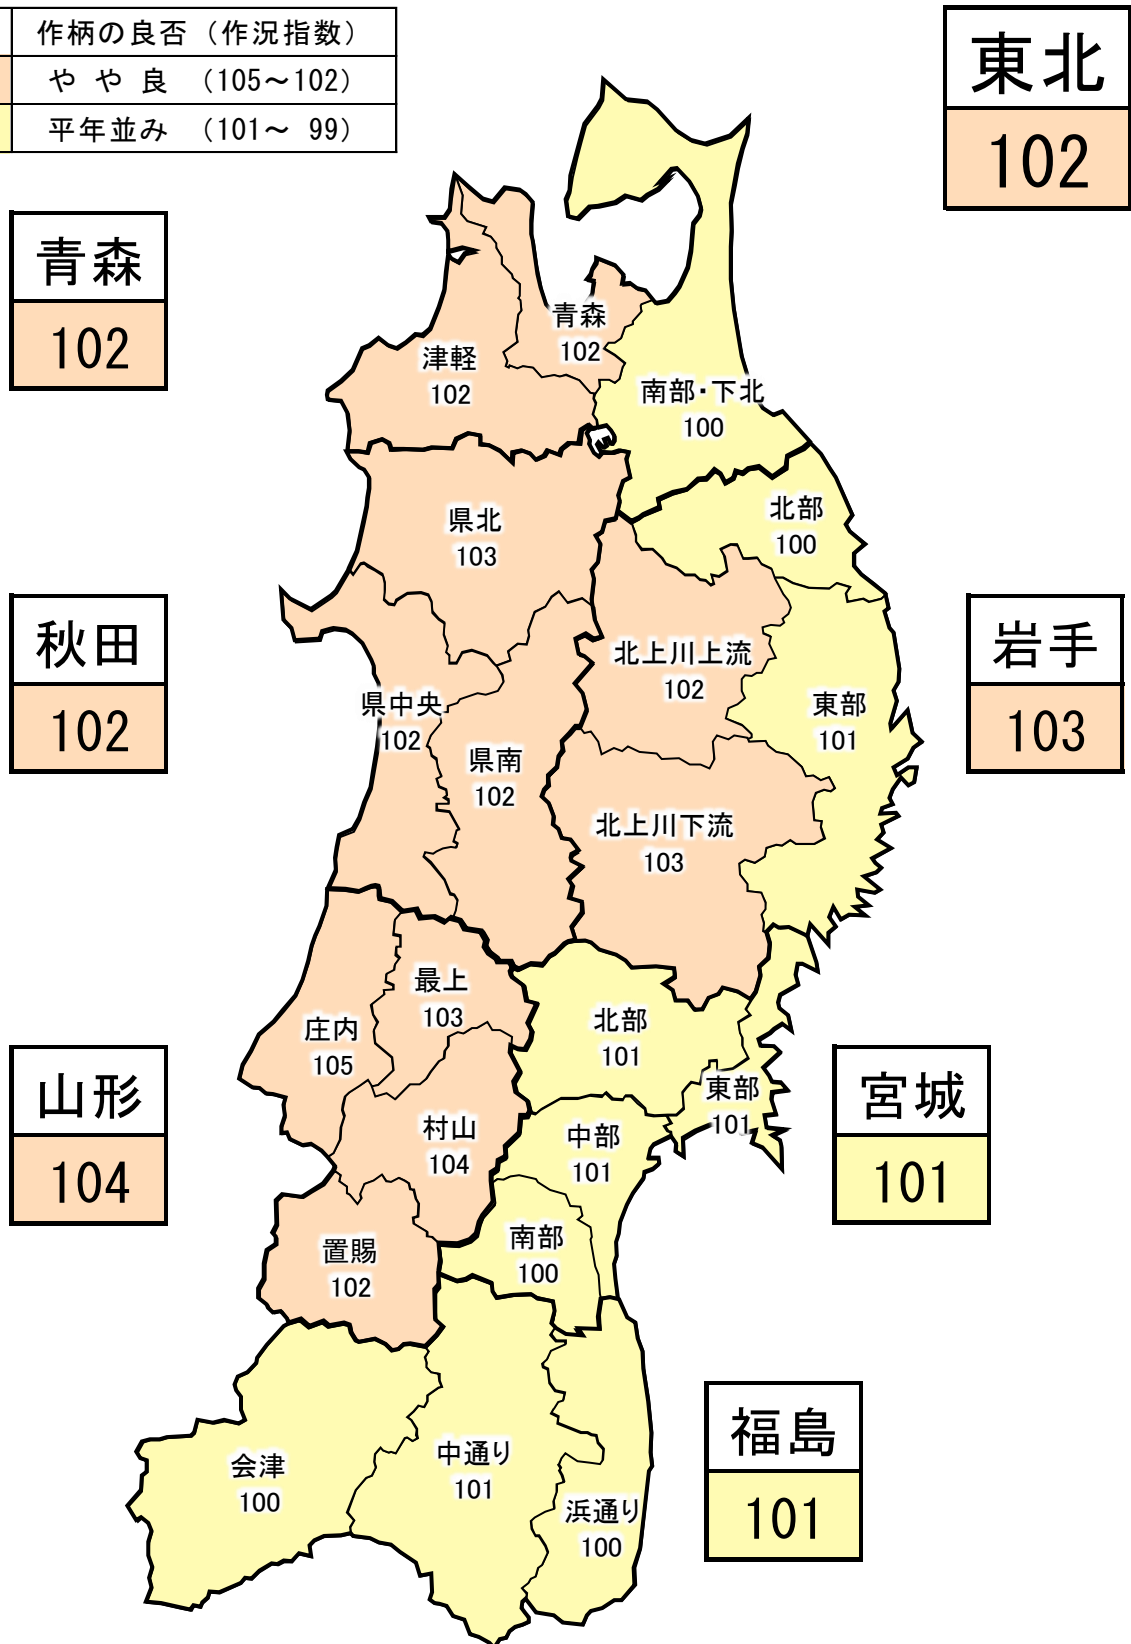 作柄の良否（作況指数）
やや良（105～102）
平年並み（101～ 99）
東北
102
青森
102
青森
102
津軽
102
南部・下北
100
県北
103
北部
100
秋田
102
北上川上流
102
岩手
103
県中央
102
東部
101
県南
102
北上川下流
103
最上
103
庄内
105
北部
101
山形
104
東部
101
宮城
101
村山
104
中部
101
置賜
102
南部
100
福島
101
会津
100
中通り
101
浜通り
100